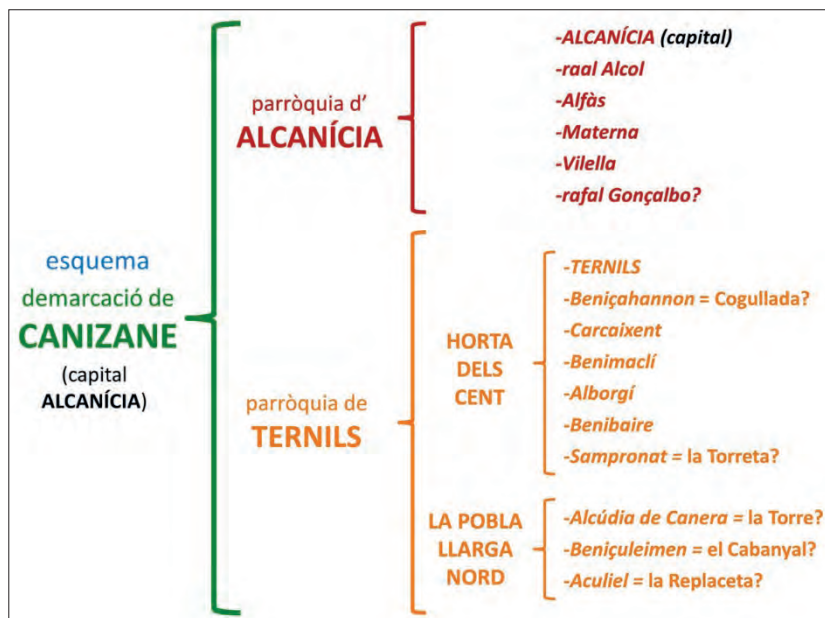 esquema
demarcació de
CANIZANE
(capital
ALCANÍCIA)
parròquia d'
ALCANÍCIA
-ALCANÍCIA (capital)
-raal Alcol
-Alfàs
-Materna
-Vilella
-rafal Gonçalbo?
parròquia de
TERNILS
HORTA
DELS
CENT
-TERNILS
-Beniçahannon = Cogullada?
-Carcaixent
-Benimaclí
-Alborgí
-Benibaire
-Sampronat = la Torreta?
LA POBLA
LLARGA
NORD
-Alcúdia de Canera = la Torre?
-Beniçuleimen = el Cabanyal?
-Aculiel = la Replaceta?